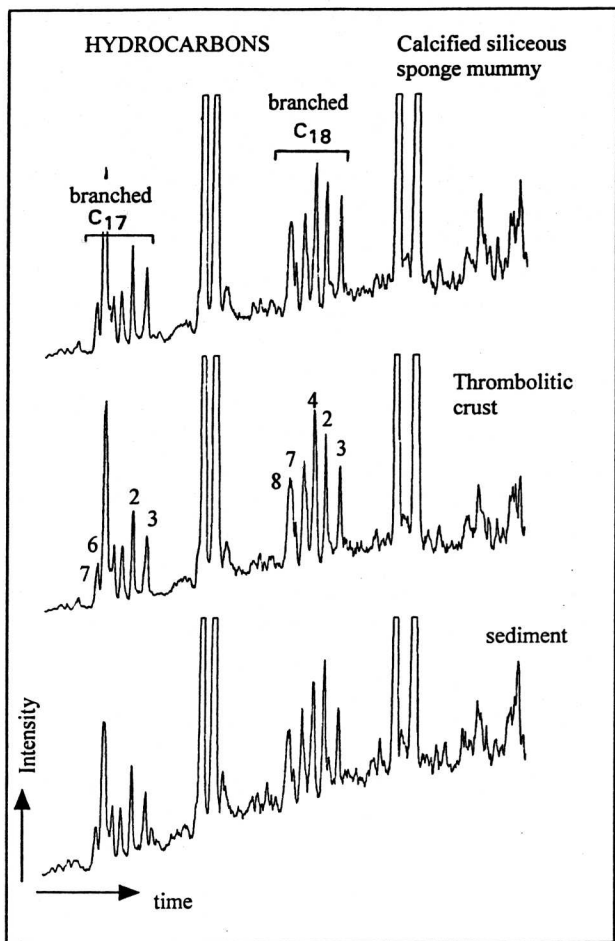 HYDROCARBONS
Calcified siliceous
sponge mummy
branched
C18
branched
C17
Thrombolitic
crust
4
7 2
8 3
2
6 3
7
sediment
Intensity
time